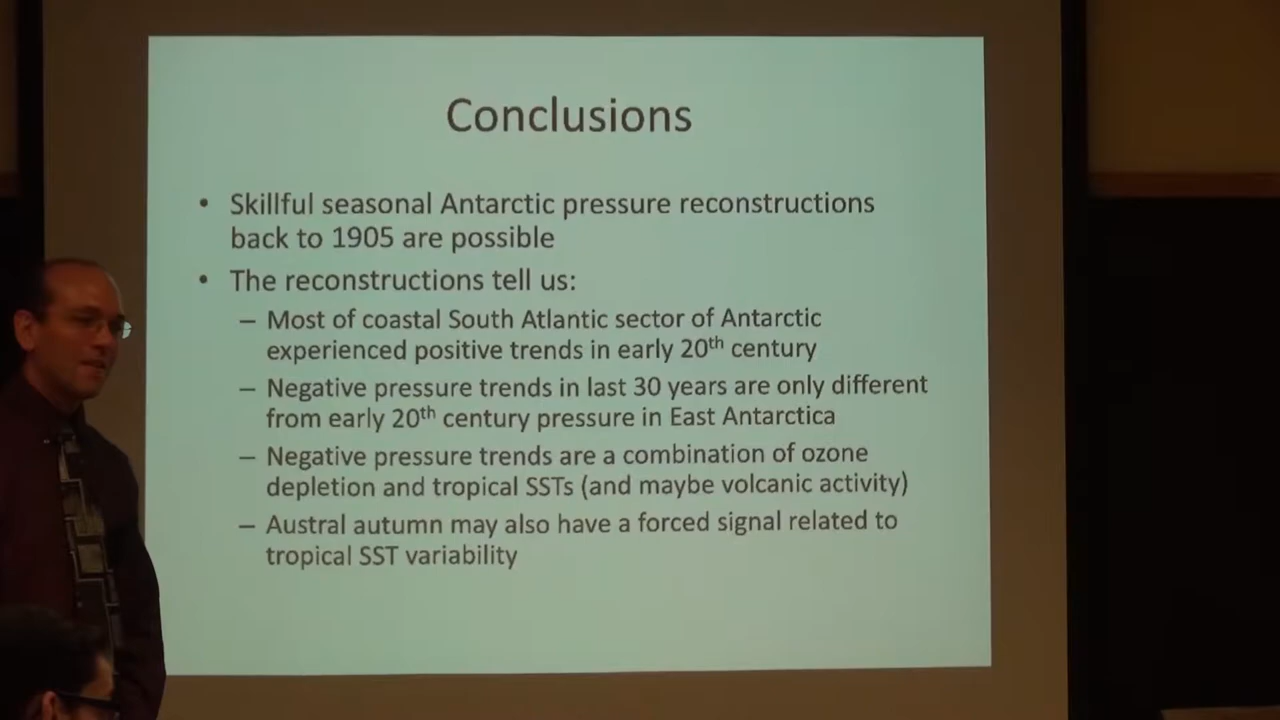 Conclusions
• Skillful seasonal Antarctic pressure reconstructions
back to 1905 are possible
• The reconstructions tell us:
– Most of coastal South Atlantic sector of Antarctic
experienced positive trends in early 20th century
– Negative pressure trends in last 30 years are only different
from early 20th century pressure in East Antarctica
– Negative pressure trends are a combination of ozone
depletion and tropical SSTs (and maybe volcanic activity)
– Austral autumn may also have a forced signal related to
tropical SST variability